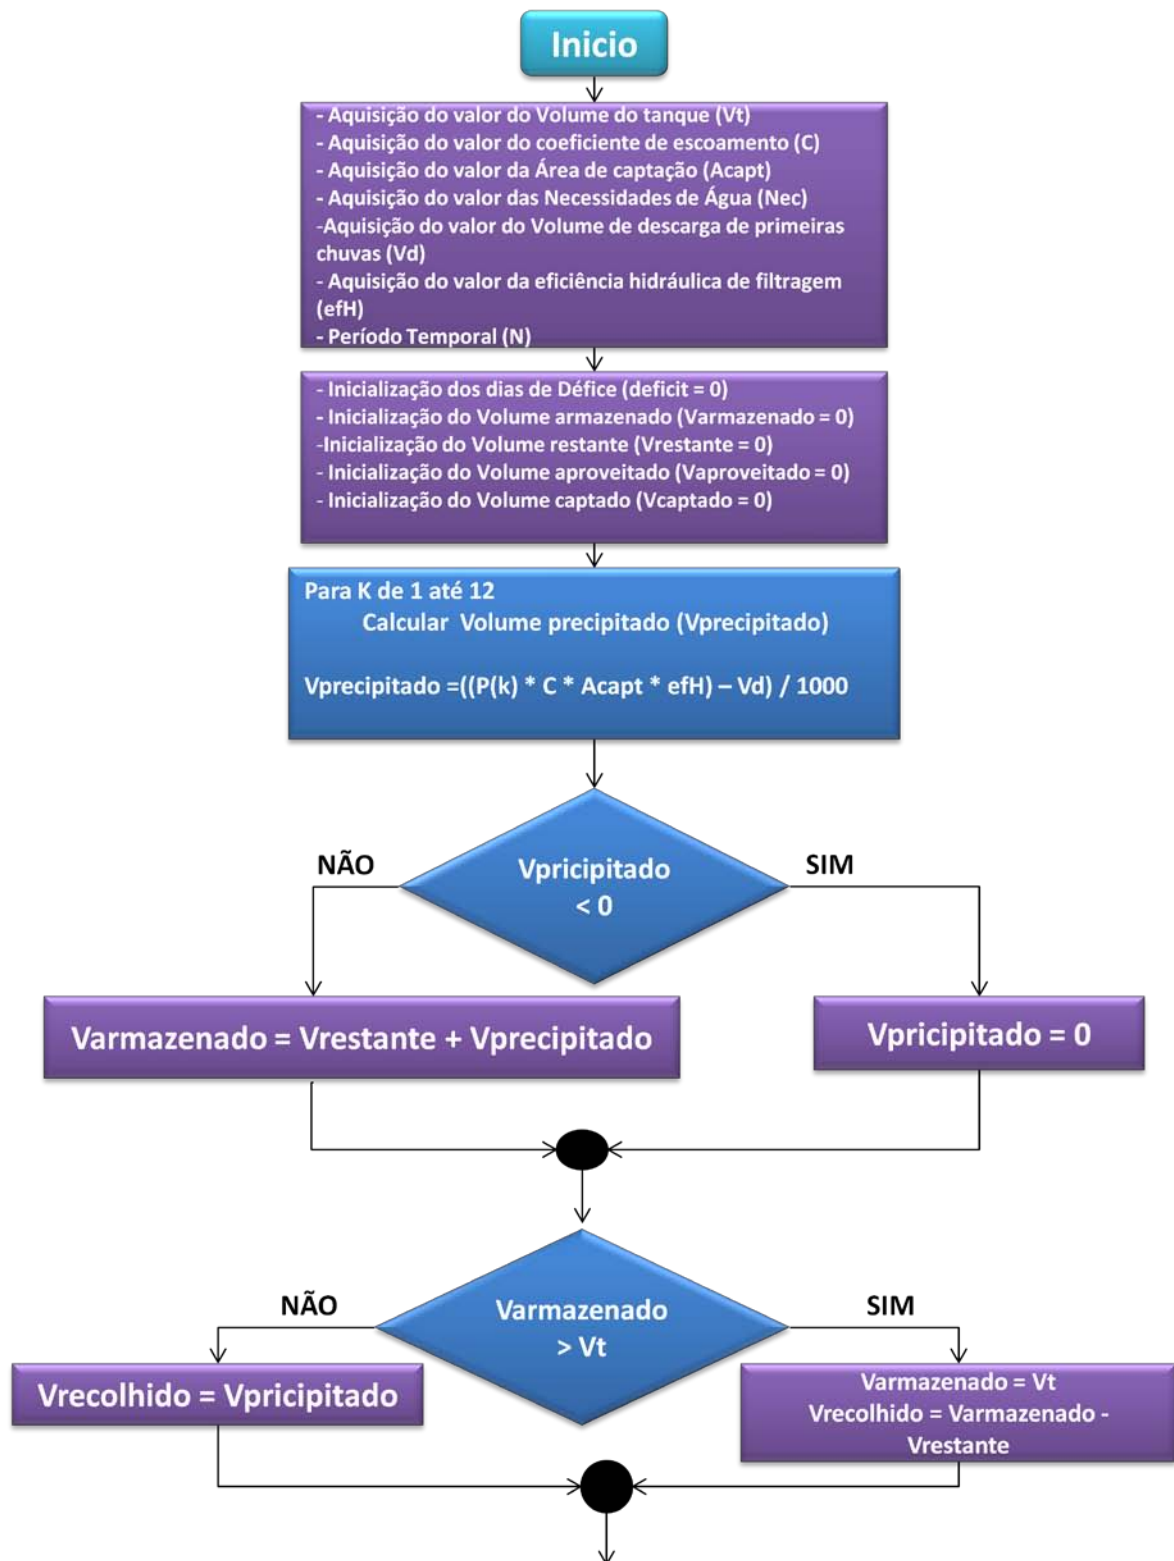 Inicio
- Aquisição do valor do Volume do tanque (Vt)
- Aquisição do valor do coeficiente de escoamento (C)
- Aquisição do valor da Área de captação (Acapt)
- Aquisição do valor das Necessidades de Água (Nec)
-Aquisição do valor do Volume de descarga de primeiras
chuvas (Vd)
- Aquisição do valor da eficiência hidráulica de filtragem
(efH)
- Período Temporal (N)
- Inicialização dos dias de Défice (deficit = 0)
- Inicialização do Volume armazenado (Varmazenado = 0)
-Inicialização do Volume restante (Vrestante = 0)
- Inicialização do Volume aproveitado (Vaproveitado = 0)
- Inicialização do Volume captado (Vcaptado = 0)
Para K de 1 até 12
Calcular Volume precipitado (Vprecipitado)
Vprecipitado =((P(k) * C * Acapt * efH) – Vd) / 1000
Vpricipitado
< 0
NÃO
SIM
Varmazenado = Vrestante + Vprecipitado
Vpricipitado = 0
Varmazenado
> Vt
NÃO
SIM
Vrecolhido = Vpricipitado
Varmazenado = Vt
Vrecolhido = Varmazenado -
Vrestante